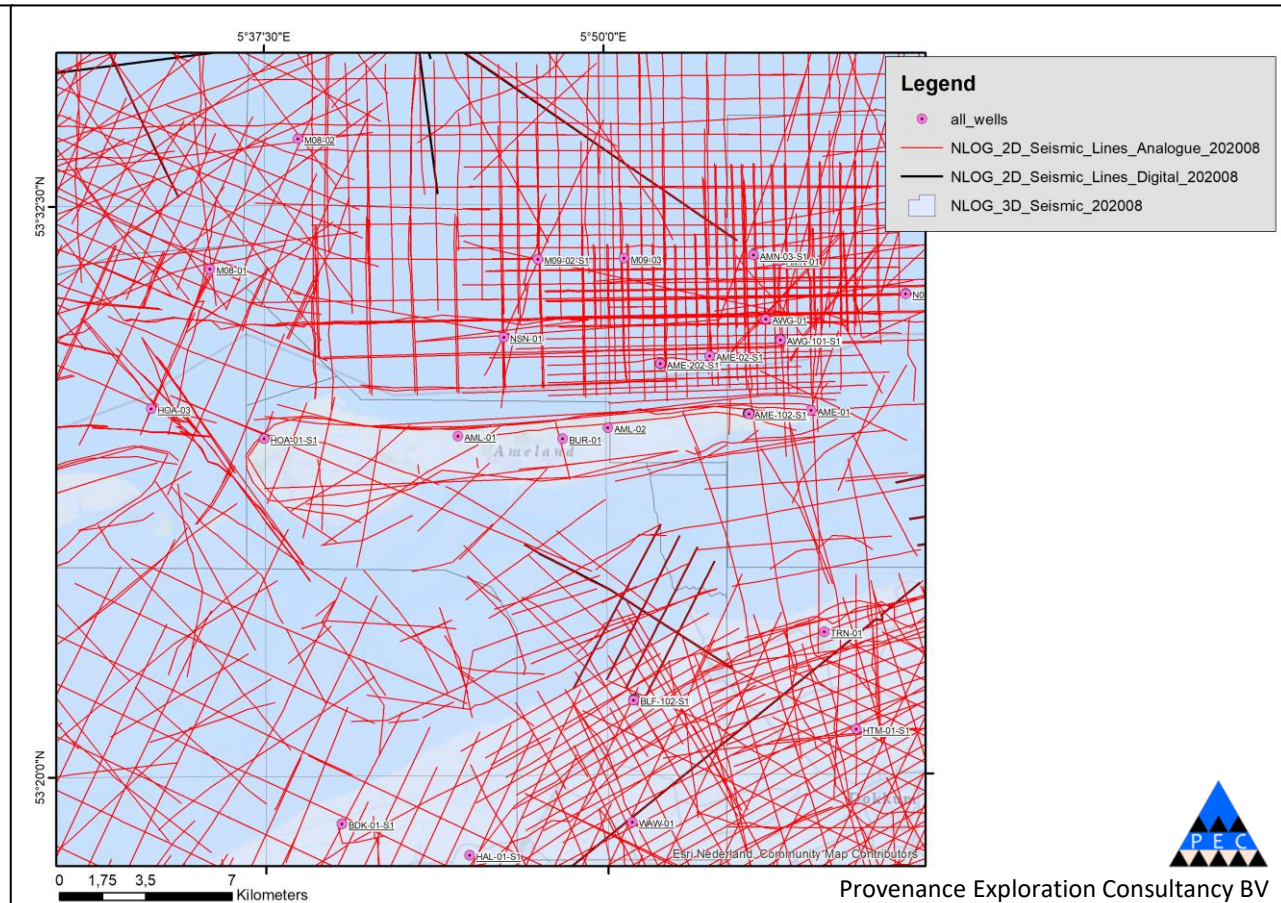 5°37'30"E
5°50'0"E
Legend
all_wells
NLOG_2D_Seismic_Lines_Analogue_202008
NLOG_2D_Seismic_Lines_Digital_202008
NLOG_3D_Seismic_202008
53°32'30"N
53°20'0"N
M08-02
M09-02-S1
M09-03
AMN-03-S1
M08-01
N0
AWG-01
NSN-01
AWG-101-S1
AME-02-S1
AME-202-S1
HOA-03
AME-102-S1
AME-01
HOA-01-S1
AML-01
BUR-01
AML-02
Ameland
TRN-01
BLF-102-S1
HTM-01-S1
Dokkum
BDK-01-S1
WAW-01
HAL-01-S1
Esri Nederland, Community Map Contributors
0 1,75 3,5 7
Kilometers
PEC
Provenance Exploration Consultancy BV